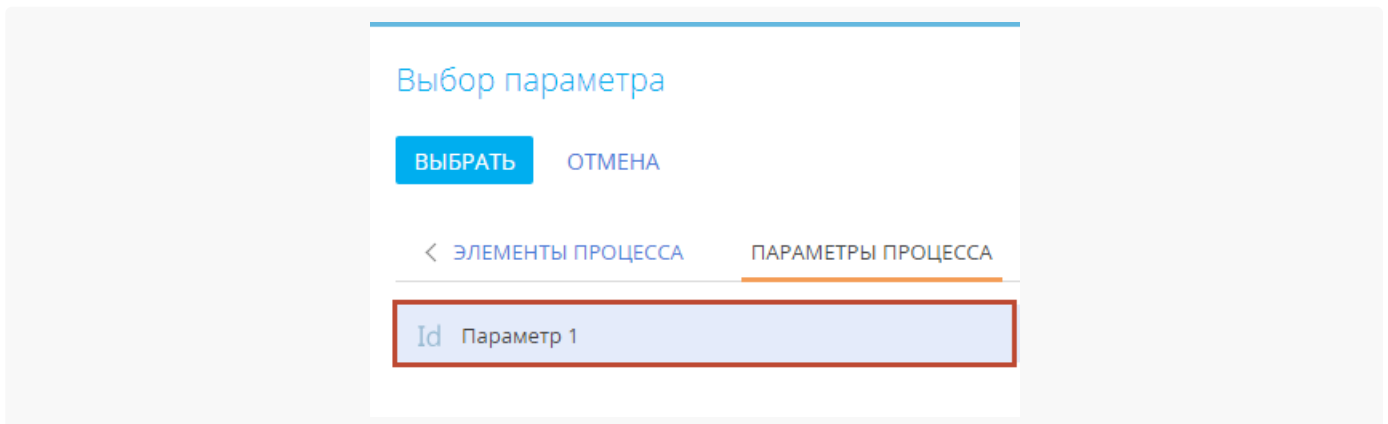 Выбор параметра
ВЫБРАТЬ ОТМЕНА
ЭЛЕМЕНТЫ ПРОЦЕССА ПАРАМЕТРЫ ПРОЦЕССА
Id Параметр 1